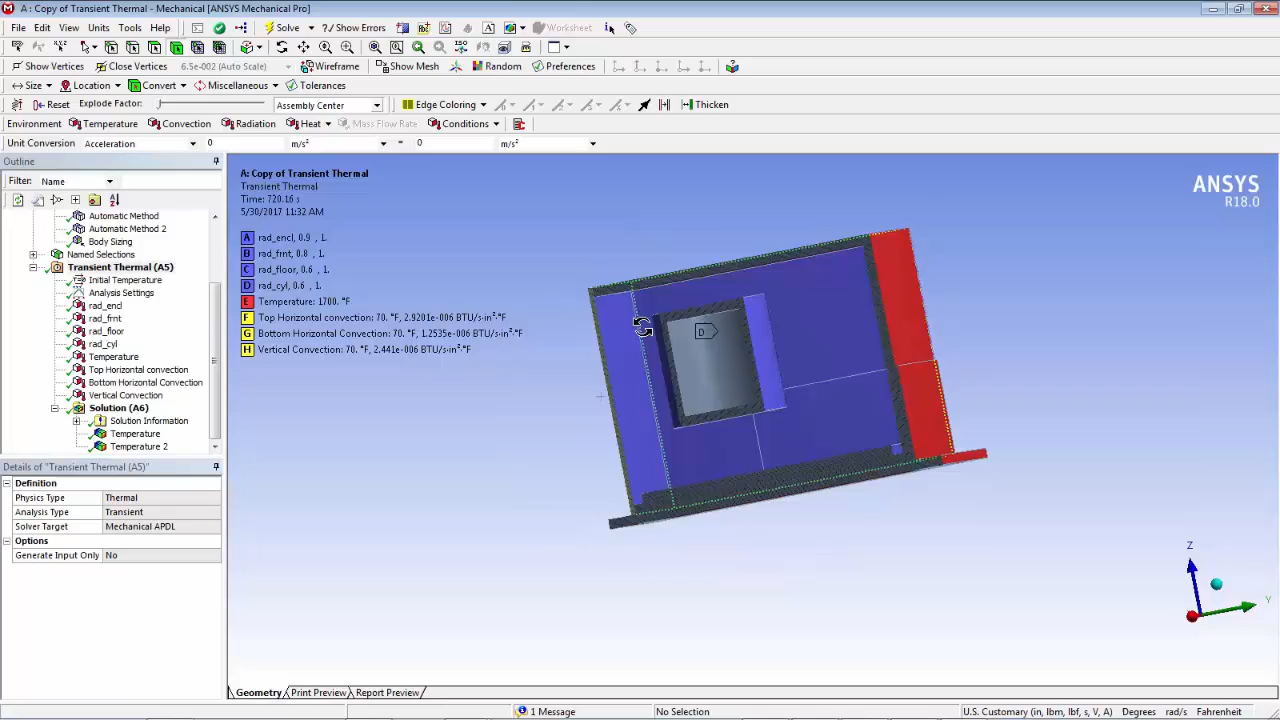 A : Copy of Transient Thermal - Mechanical [ANSYS Mechanical Pro]
File Edit View Units Tools Help Solve ?/ Show Errors Worksheet
Show Vertices Close Vertices 6.5e-002 (Auto Scale) Wireframe Show Mesh Random Preferences
Size Location Convert Miscellaneous Tolerances
Reset Explode Factor: Assembly Center Edge Coloring Thicken
Environment Temperature Convection Radiation Heat Mass Flow Rate Conditions
Unit Conversion Acceleration 0 m/s² = 0 m/s²
Outline
Filter: Name
Automatic Method
Automatic Method 2
Body Sizing
Named Selections
Transient Thermal (A5)
Initial Temperature
Analysis Settings
rad_encl
rad_frnt
rad_floor
rad_cyl
Temperature
Top Horizontal convection
Bottom Horizontal Convection
Vertical Convection
Solution (A6)
Solution Information
Temperature
Temperature 2
Details of "Transient Thermal (A5)"
Definition
Physics Type Thermal
Analysis Type Transient
Solver Target Mechanical APDL
Options
Generate Input Only No
A: Copy of Transient Thermal
Transient Thermal
Time: 720.16 s
5/30/2017 11:32 AM
A rad_encl, 0.9 , 1.
B rad_frnt, 0.8 , 1.
C rad_floor, 0.6 , 1.
D rad_cyl, 0.6 , 1.
E Temperature: 1700. °F
F Top Horizontal convection: 70. °F, 2.9201e-006 BTU/s·in²·°F
G Bottom Horizontal Convection: 70. °F, 1.2535e-006 BTU/s·in²·°F
H Vertical Convection: 70. °F, 2.441e-006 BTU/s·in²·°F
ANSYS
R18.0
D
Z
Y
Geometry Print Preview Report Preview
1 Message No Selection U.S. Customary (in, lbm, lbf, s, V, A) Degrees rad/s Fahrenheit